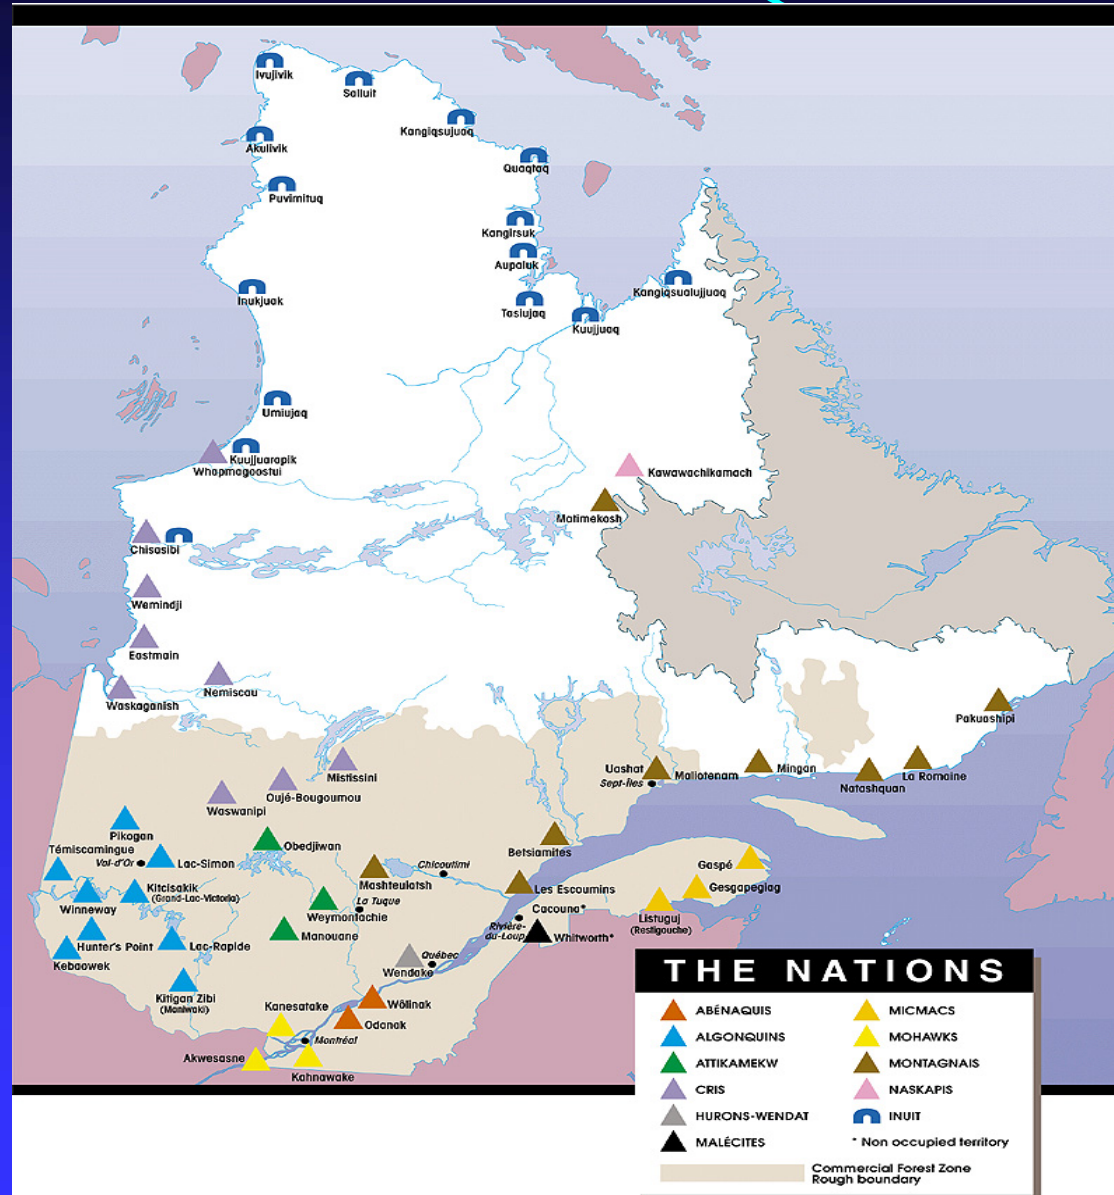 Ivujivik
Salluit
Kangiqsujuaq
Akulivik
Quaqtaq
Puvirnituq
Kangirsuk
Aupaluk
Inukjuak
Tasiujaq
Kangiqsualujjuaq
Kuujjuaq
Umiujaq
Kuujjuarapik
Whapmagoostui
Kawawachikamach
Matimekosh
Chisasibi
Wemindji
Eastmain
Nemiscau
Waskaganish
Pakuashipi
Mistissini
Uashat
Maliotenam
Mingan
La Romaine
Sept-Îles
Natashquan
Oujé-Bougoumou
Waswanipi
Pikogan
Témiscamingue
Val-d'Or
Lac-Simon
Obedjiwan
Betsiamites
Chicoutimi
Mashteuiatsh
Gaspé
Gesgapegiag
Kitcisakik
(Grand-Lac-Victoria)
Winneway
Les Escoumins
La Tuque
Weymontachie
Cacouna*
Listuguj
(Restigouche)
Rivière-
du-Loup
Whitworth*
Hunter's Point
Lac-Rapide
Manouane
Kebaowek
Québec
Wendake
Kitigan Zibi
(Maniwaki)
Kanesatake
Wôlinak
Odanak
Montréal
Akwesasne
Kahnawake
THE NATIONS
ABÉNAQUIS
MICMACS
ALGONQUINS
MOHAWKS
ATTIKAMEKW
MONTAGNAIS
CRIS
NASKAPIS
HURONS-WENDAT
INUIT
MALÉCITES
* Non occupied territory
Commercial Forest Zone
Rough boundary